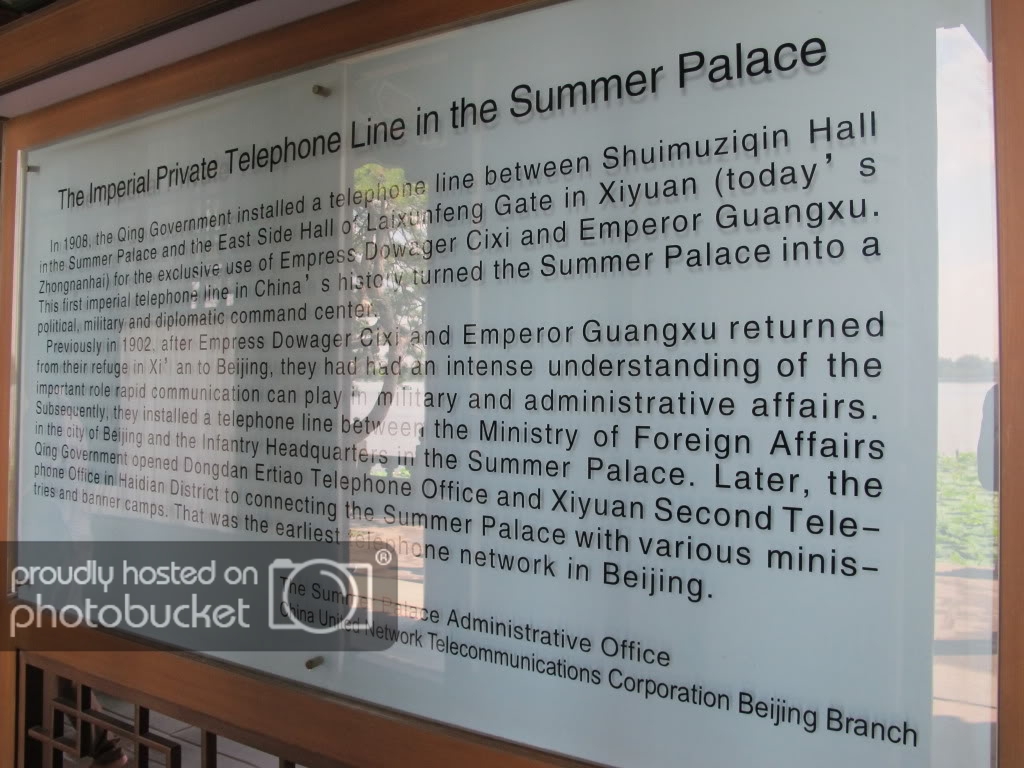 The Imperial Private Telephone Line in the Summer Palace
In 1908, the Qing Government installed a telephone line between Shuimuziqin Hall
in the Summer Palace and the East Side Hall of Laixunfeng Gate in Xiyuan (today's
Zhongnanhai) for the exclusive use of Empress Dowager Cixi and Emperor Guangxu.
This first imperial telephone line in China's history turned the Summer Palace into a
political, military and diplomatic command center.
Previously in 1902, after Empress Dowager Cixi and Emperor Guangxu returned
from their refuge in Xi'an to Beijing, they had had an intense understanding of the
important role rapid communication can play in military and administrative affairs.
Subsequently, they installed a telephone line between the Ministry of Foreign Affairs
in the city of Beijing and the Infantry Headquarters in the Summer Palace. Later, the
Qing Government opened Dongdan Ertiao Telephone Office and Xiyuan Second Tele-
phone Office in Haidian District to connecting the Summer Palace with various minis-
tries and banner camps. That was the earliest telephone network in Beijing.
The Summer Palace Administrative Office
China United Network Telecommunications Corporation Beijing Branch
proudly hosted on
photobucket ®